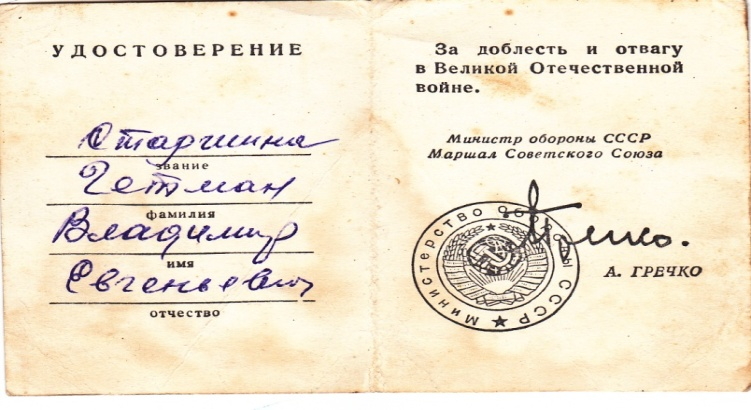 УДОСТОВЕРЕНИЕ
Старшина
звание
Гетман
фамилия
Владимир
имя
Евгеньевич
отчество
За доблесть и отвагу
в Великой Отечественной
войне.
Министр обороны СССР
Маршал Советского Союза
Министерство Обороны СССР
А. ГРЕЧКО